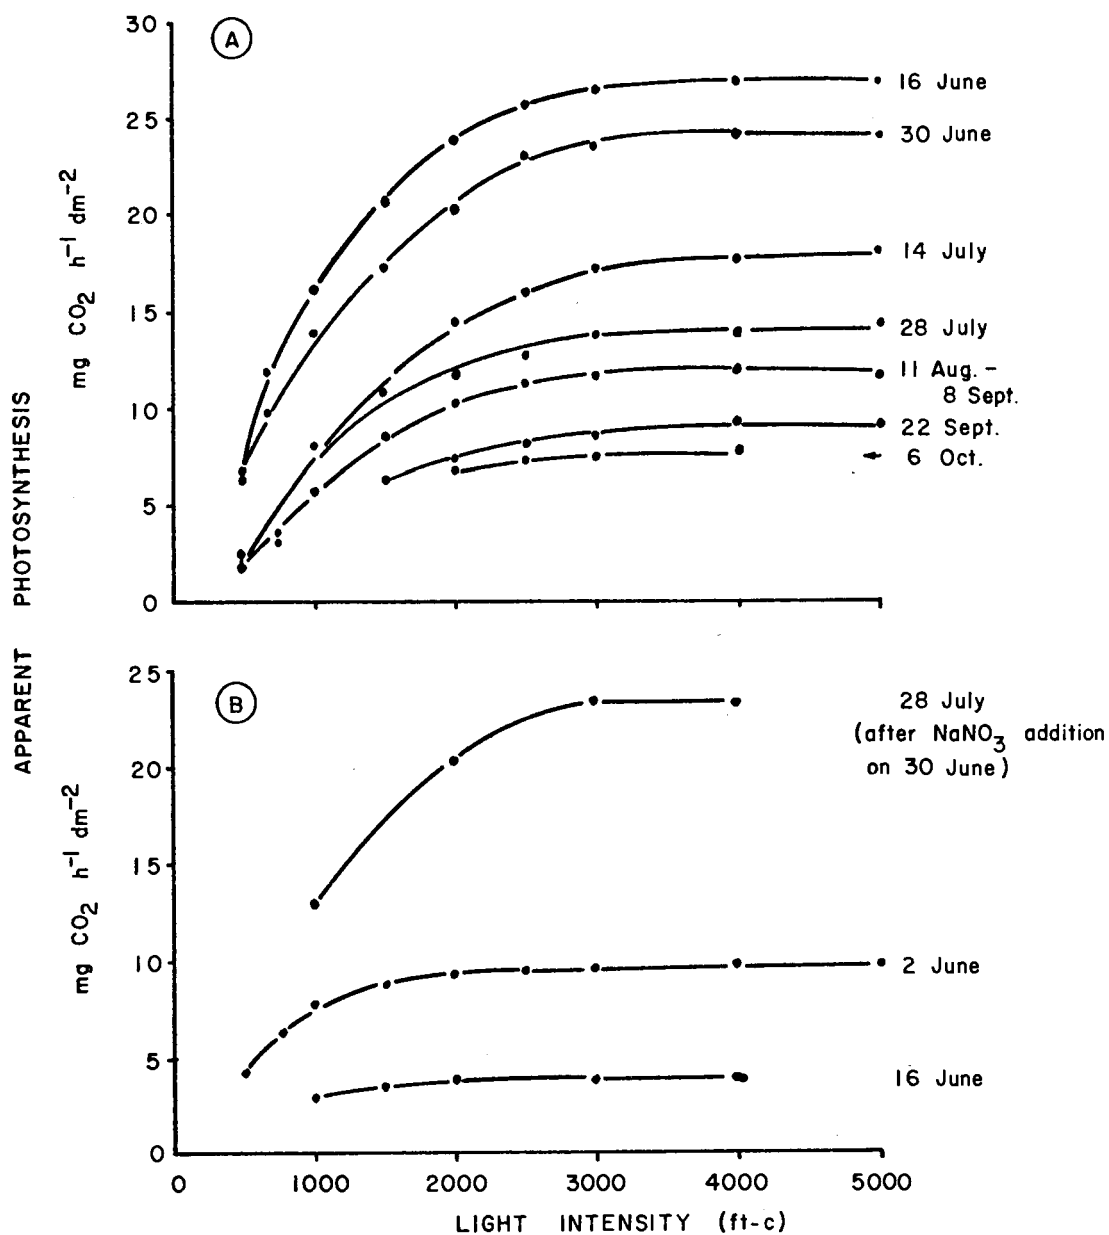 A
30
25
20
15
10
5
0
mg CO2 h-1 dm-2
16 June
30 June
14 July
28 July
11 Aug. -
8 Sept.
22 Sept.
6 Oct.
APPARENT PHOTOSYNTHESIS
B
25
20
15
10
5
0
mg CO2 h-1 dm-2
28 July
(after NaNO3 addition
on 30 June)
2 June
16 June
0 1000 2000 3000 4000 5000
LIGHT INTENSITY (ft-c)